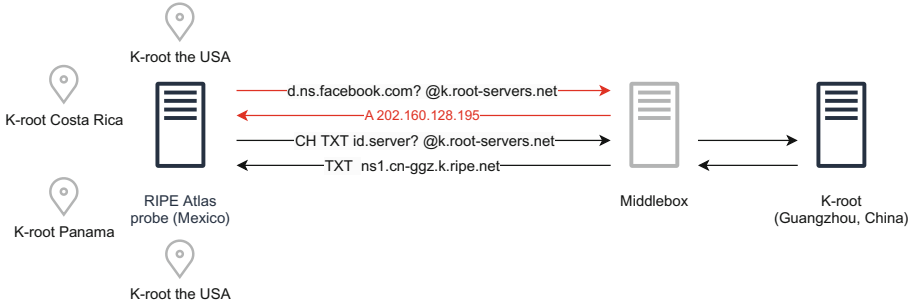 K-root the USA
K-root Costa Rica
d.ns.facebook.com? @k.root-servers.net
A 202.160.128.195
CH TXT id.server? @k.root-servers.net
TXT ns1.cn-ggz.k.ripe.net
RIPE Atlas
probe (Mexico)
Middlebox
K-root
(Guangzhou, China)
K-root Panama
K-root the USA